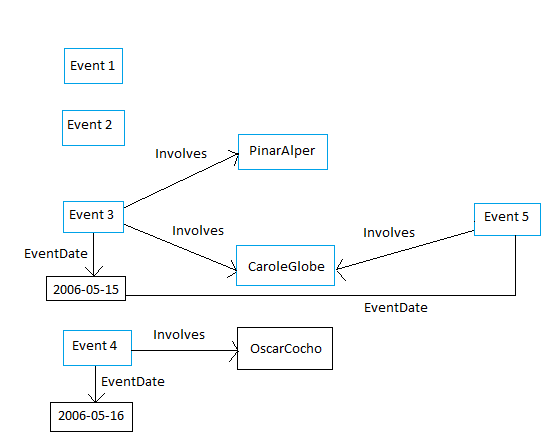 Event 1
Event 2
Involves
PinarAlper
Event 3
Involves
Involves
Event 5
EventDate
CaroleGlobe
2006-05-15
EventDate
Event 4
Involves
OscarCocho
EventDate
2006-05-16